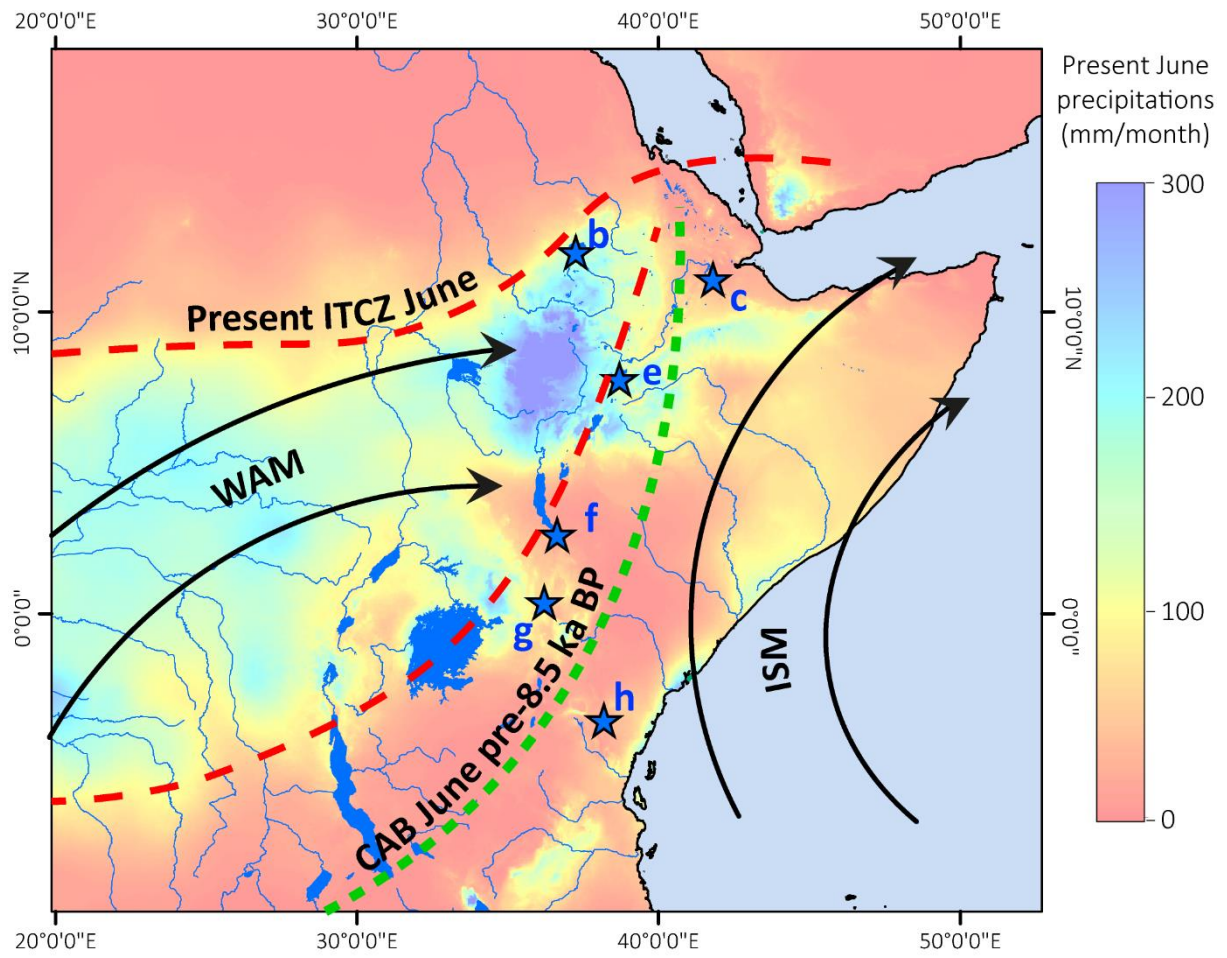 20°0'0"E 30°0'0"E 40°0'0"E 50°0'0"E
Present June
precipitations
(mm/month)
300
200
100
0
10°0'0"N
0°0'0"
10°0'0"N
0°0'0"
Present ITCZ June
WAM
ISM
CAB June pre-8.5 ka BP
b
c
e
f
g
h
20°0'0"E 30°0'0"E 40°0'0"E 50°0'0"E